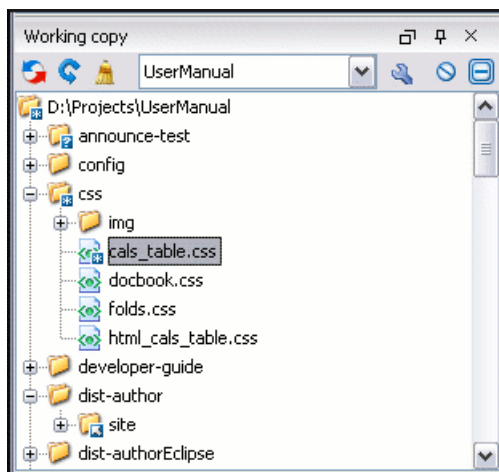 Working copy
UserManual
D:\Projects\UserManual
announce-test
config
css
img
cals_table.css
docbook.css
folds.css
html_cals_table.css
developer-guide
dist-author
site
dist-authorEclipse